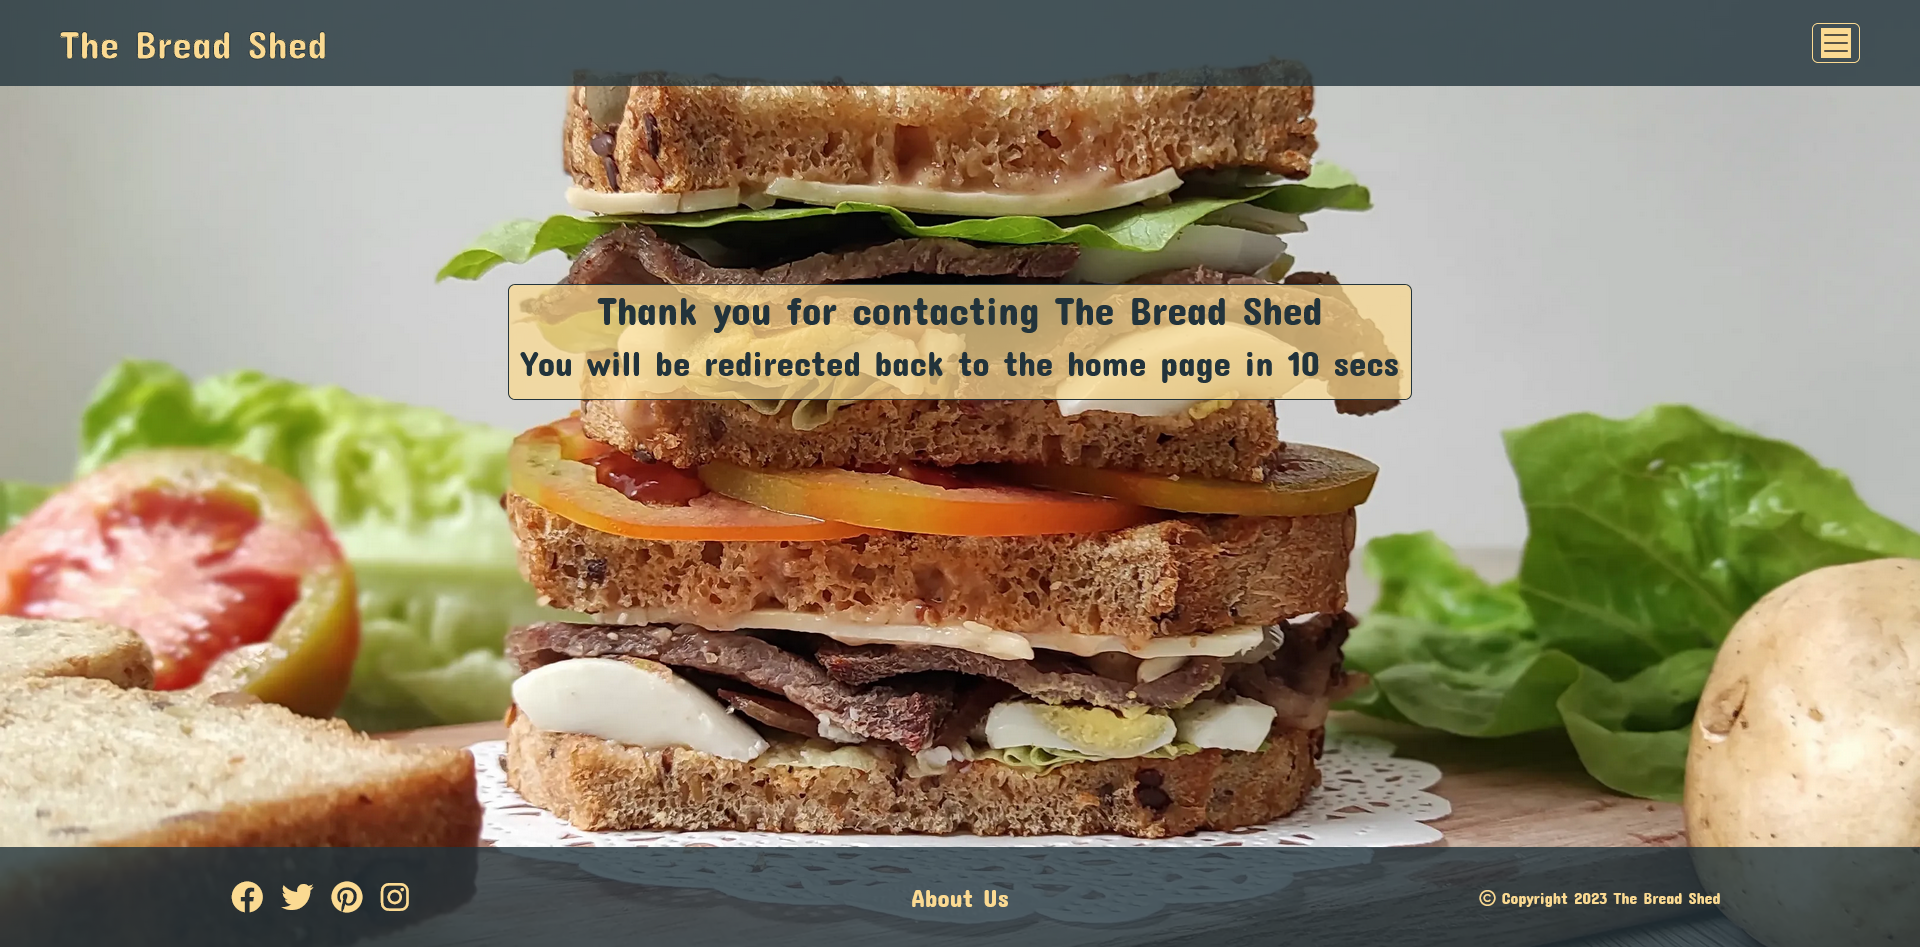 The Bread Shed
Thank you for contacting The Bread Shed
You will be redirected back to the home page in 10 secs
About Us
© Copyright 2023 The Bread Shed